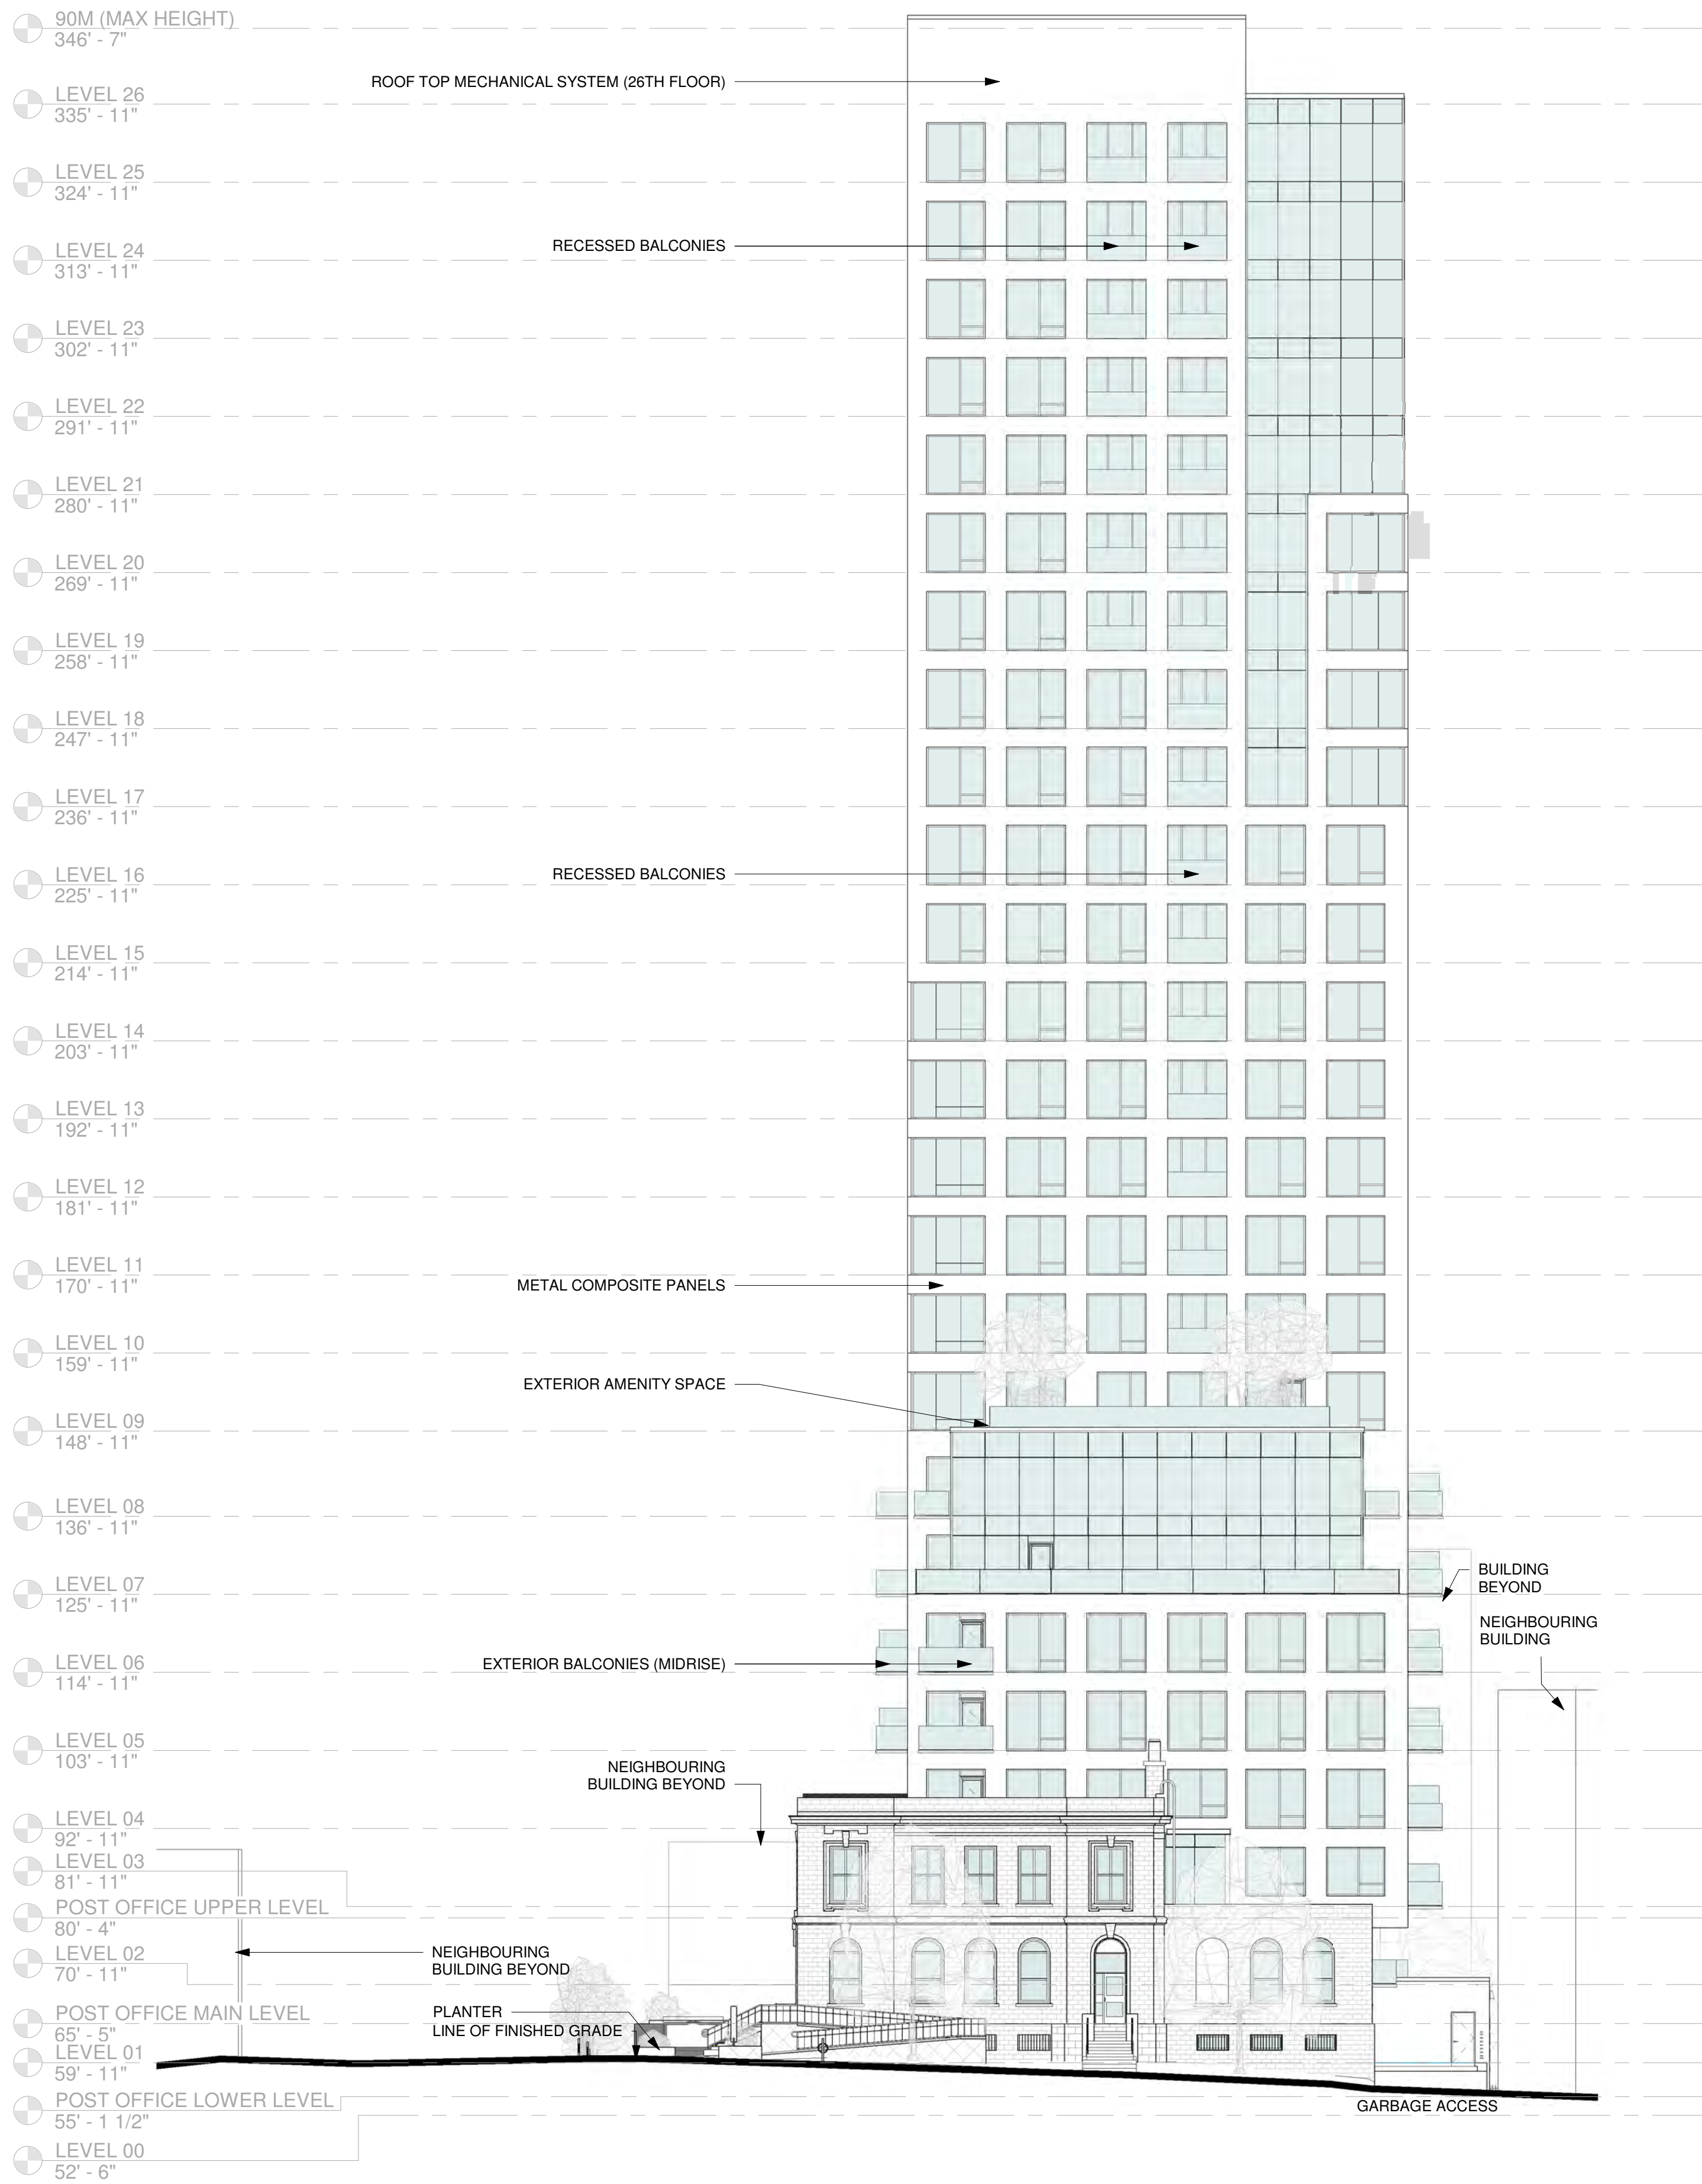 90M (MAX HEIGHT)
346' - 7"
ROOF TOP MECHANICAL SYSTEM (26TH FLOOR)
LEVEL 26
335' - 11"
LEVEL 25
324' - 11"
RECESSED BALCONIES
LEVEL 24
313' - 11"
LEVEL 23
302' - 11"
LEVEL 22
291' - 11"
LEVEL 21
280' - 11"
LEVEL 20
269' - 11"
LEVEL 19
258' - 11"
LEVEL 18
247' - 11"
LEVEL 17
236' - 11"
RECESSED BALCONIES
LEVEL 16
225' - 11"
LEVEL 15
214' - 11"
LEVEL 14
203' - 11"
LEVEL 13
192' - 11"
LEVEL 12
181' - 11"
LEVEL 11
170' - 11"
METAL COMPOSITE PANELS
LEVEL 10
159' - 11"
EXTERIOR AMENITY SPACE
LEVEL 09
148' - 11"
LEVEL 08
136' - 11"
LEVEL 07
125' - 11"
BUILDING
BEYOND
NEIGHBOURING
BUILDING
EXTERIOR BALCONIES (MIDRISE)
LEVEL 06
114' - 11"
LEVEL 05
103' - 11"
NEIGHBOURING
BUILDING BEYOND
LEVEL 04
92' - 11"
LEVEL 03
81' - 11"
POST OFFICE UPPER LEVEL
80' - 4"
LEVEL 02
70' - 11"
NEIGHBOURING
BUILDING BEYOND
POST OFFICE MAIN LEVEL
65' - 5"
PLANTER
LINE OF FINISHED GRADE
LEVEL 01
59' - 11"
POST OFFICE LOWER LEVEL
55' - 1 1/2"
GARBAGE ACCESS
LEVEL 00
52' - 6"